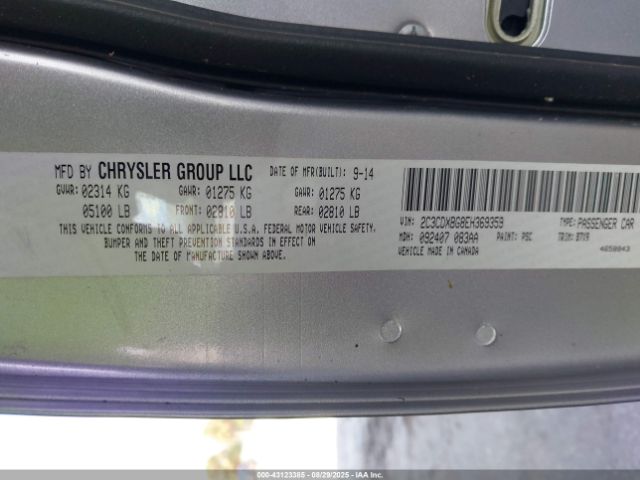 MFD BY CHRYSLER GROUP LLC DATE OF MFR(BUILT): 9-14
GVWR: 02314 KG GAWR: 01275 KG GAWR: 01275 KG
05100 LB FRONT: 02810 LB REAR: 02810 LB
THIS VEHICLE CONFORMS TO ALL APPLICABLE U.S.A. FEDERAL MOTOR VEHICLE SAFETY,
BUMPER AND THEFT PREVENTION STANDARDS IN EFFECT ON
THE DATE OF MANUFACTURE SHOWN ABOVE.
VIN: 2C3CDXBG8EH369359 TYPE: PASSENGER CAR
MDH: 092407 083AA PAINT: PSC TRIM: B7X9
VEHICLE MADE IN CANADA 4650043
000-43123385 - 08/29/2025 - IAA Inc.